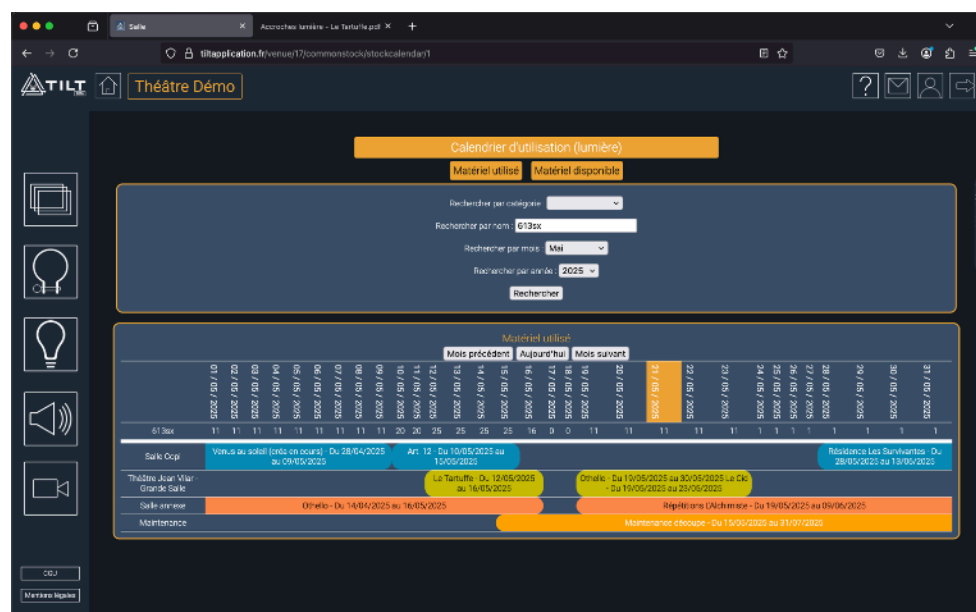 Salle
Accroches lumière – Le Tartuffe.pdf
tiltapplication.fr/venue/17/commonstock/stockcalendar/1
TILT
Théâtre Démo
?
Calendrier d'utilisation (lumière)
Matériel utilisé
Matériel disponible
Rechercher par catégorie :
Rechercher par nom : 613sx
Rechercher par mois : Mai
Rechercher par année : 2025
Rechercher
Matériel utilisé
Mois précédent Aujourd'hui Mois suivant
01 / 05 / 2025 02 / 05 / 2025 03 / 05 / 2025 04 / 05 / 2025 05 / 05 / 2025 06 / 05 / 2025 07 / 05 / 2025 08 / 05 / 2025 09 / 05 / 2025 10 / 05 / 2025 11 / 05 / 2025 12 / 05 / 2025 13 / 05 / 2025 14 / 05 / 2025 15 / 05 / 2025 16 / 05 / 2025 17 / 05 / 2025 18 / 05 / 2025 19 / 05 / 2025 20 / 05 / 2025 21 / 05 / 2025 22 / 05 / 2025 23 / 05 / 2025 24 / 05 / 2025 25 / 05 / 2025 26 / 05 / 2025 27 / 05 / 2025 28 / 05 / 2025 29 / 05 / 2025 30 / 05 / 2025 31 / 05 / 2025
613sx 11 11 11 11 11 11 11 11 11 20 20 25 25 25 25 16 0 0 11 11 11 11 11 1 1 1 1 1 1 1 1
Salle Copi
Venus au soleil (créa en cours) - Du 28/04/2025
au 09/05/2025
Art. 12 - Du 10/05/2025 au
15/05/2025
Résidence Les Survivantes - Du
28/05/2025 au 13/06/2025
Théâtre Jean Vilar -
Grande Salle
Le Tartuffe - Du 12/05/2025
au 16/05/2025
Othello - Du 19/05/2025 au 30/05/2025 Le Cid
- Du 19/05/2025 au 23/05/2025
Salle annexe
Othello - Du 14/04/2025 au 16/05/2025
Répétitions L'Alchimiste - Du 19/05/2025 au 09/06/2025
Maintenance
Maintenance découpe - Du 15/05/2025 au 31/07/2025
CGU
Mentions légales